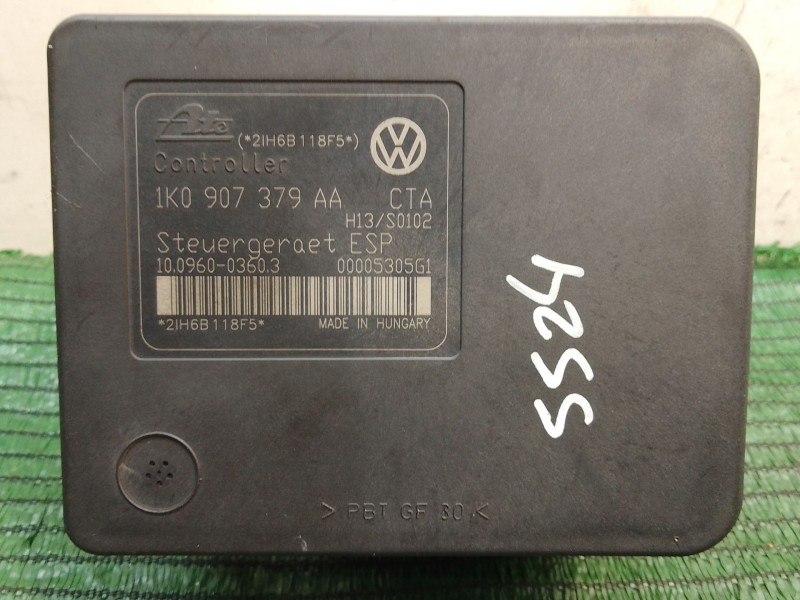 Ate (*2IH6B118F5*)
Controller
1K0 907 379 AA CTA
H13/S0102
Steuergeraet ESP
10.0960-0360.3 00005305G1
*2IH6B118F5* MADE IN HUNGARY
SS24
> PBT GF 30 <